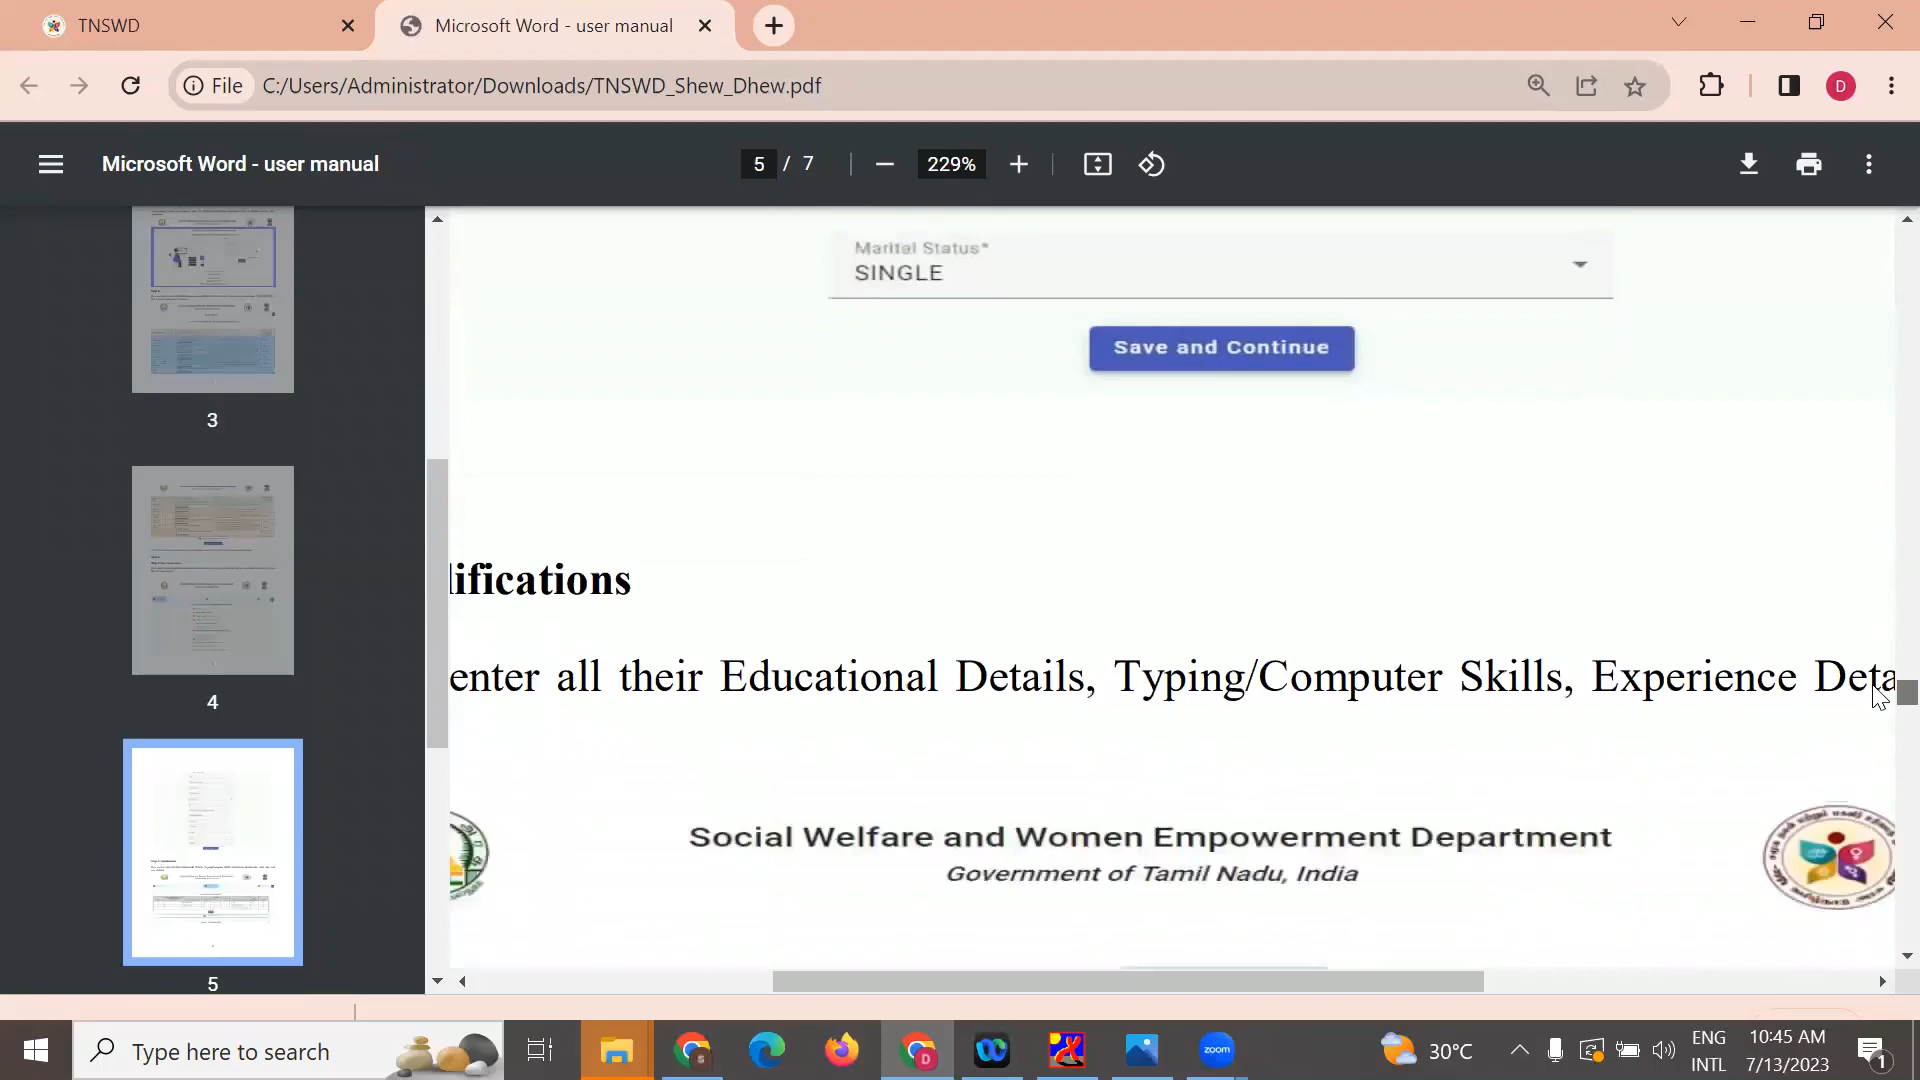 TNSWD
Microsoft Word - user manual
File
C:/Users/Administrator/Downloads/TNSWD_Shew_Dhew.pdf
D
Microsoft Word - user manual
5 / 7
229%
3
4
5
Marital Status*
SINGLE
Save and Continue
lifications
enter all their Educational Details, Typing/Computer Skills, Experience Deta
Social Welfare and Women Empowerment Department
Government of Tamil Nadu, India
Type here to search
zoom
30°C
ENG
INTL
10:45 AM
7/13/2023
1